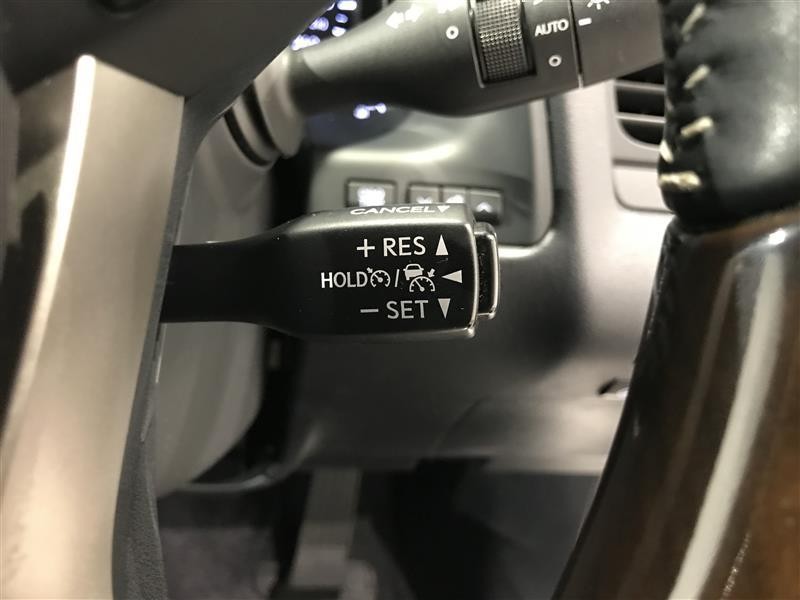 AUTO
CANCEL
+ RES
HOLD /
- SET